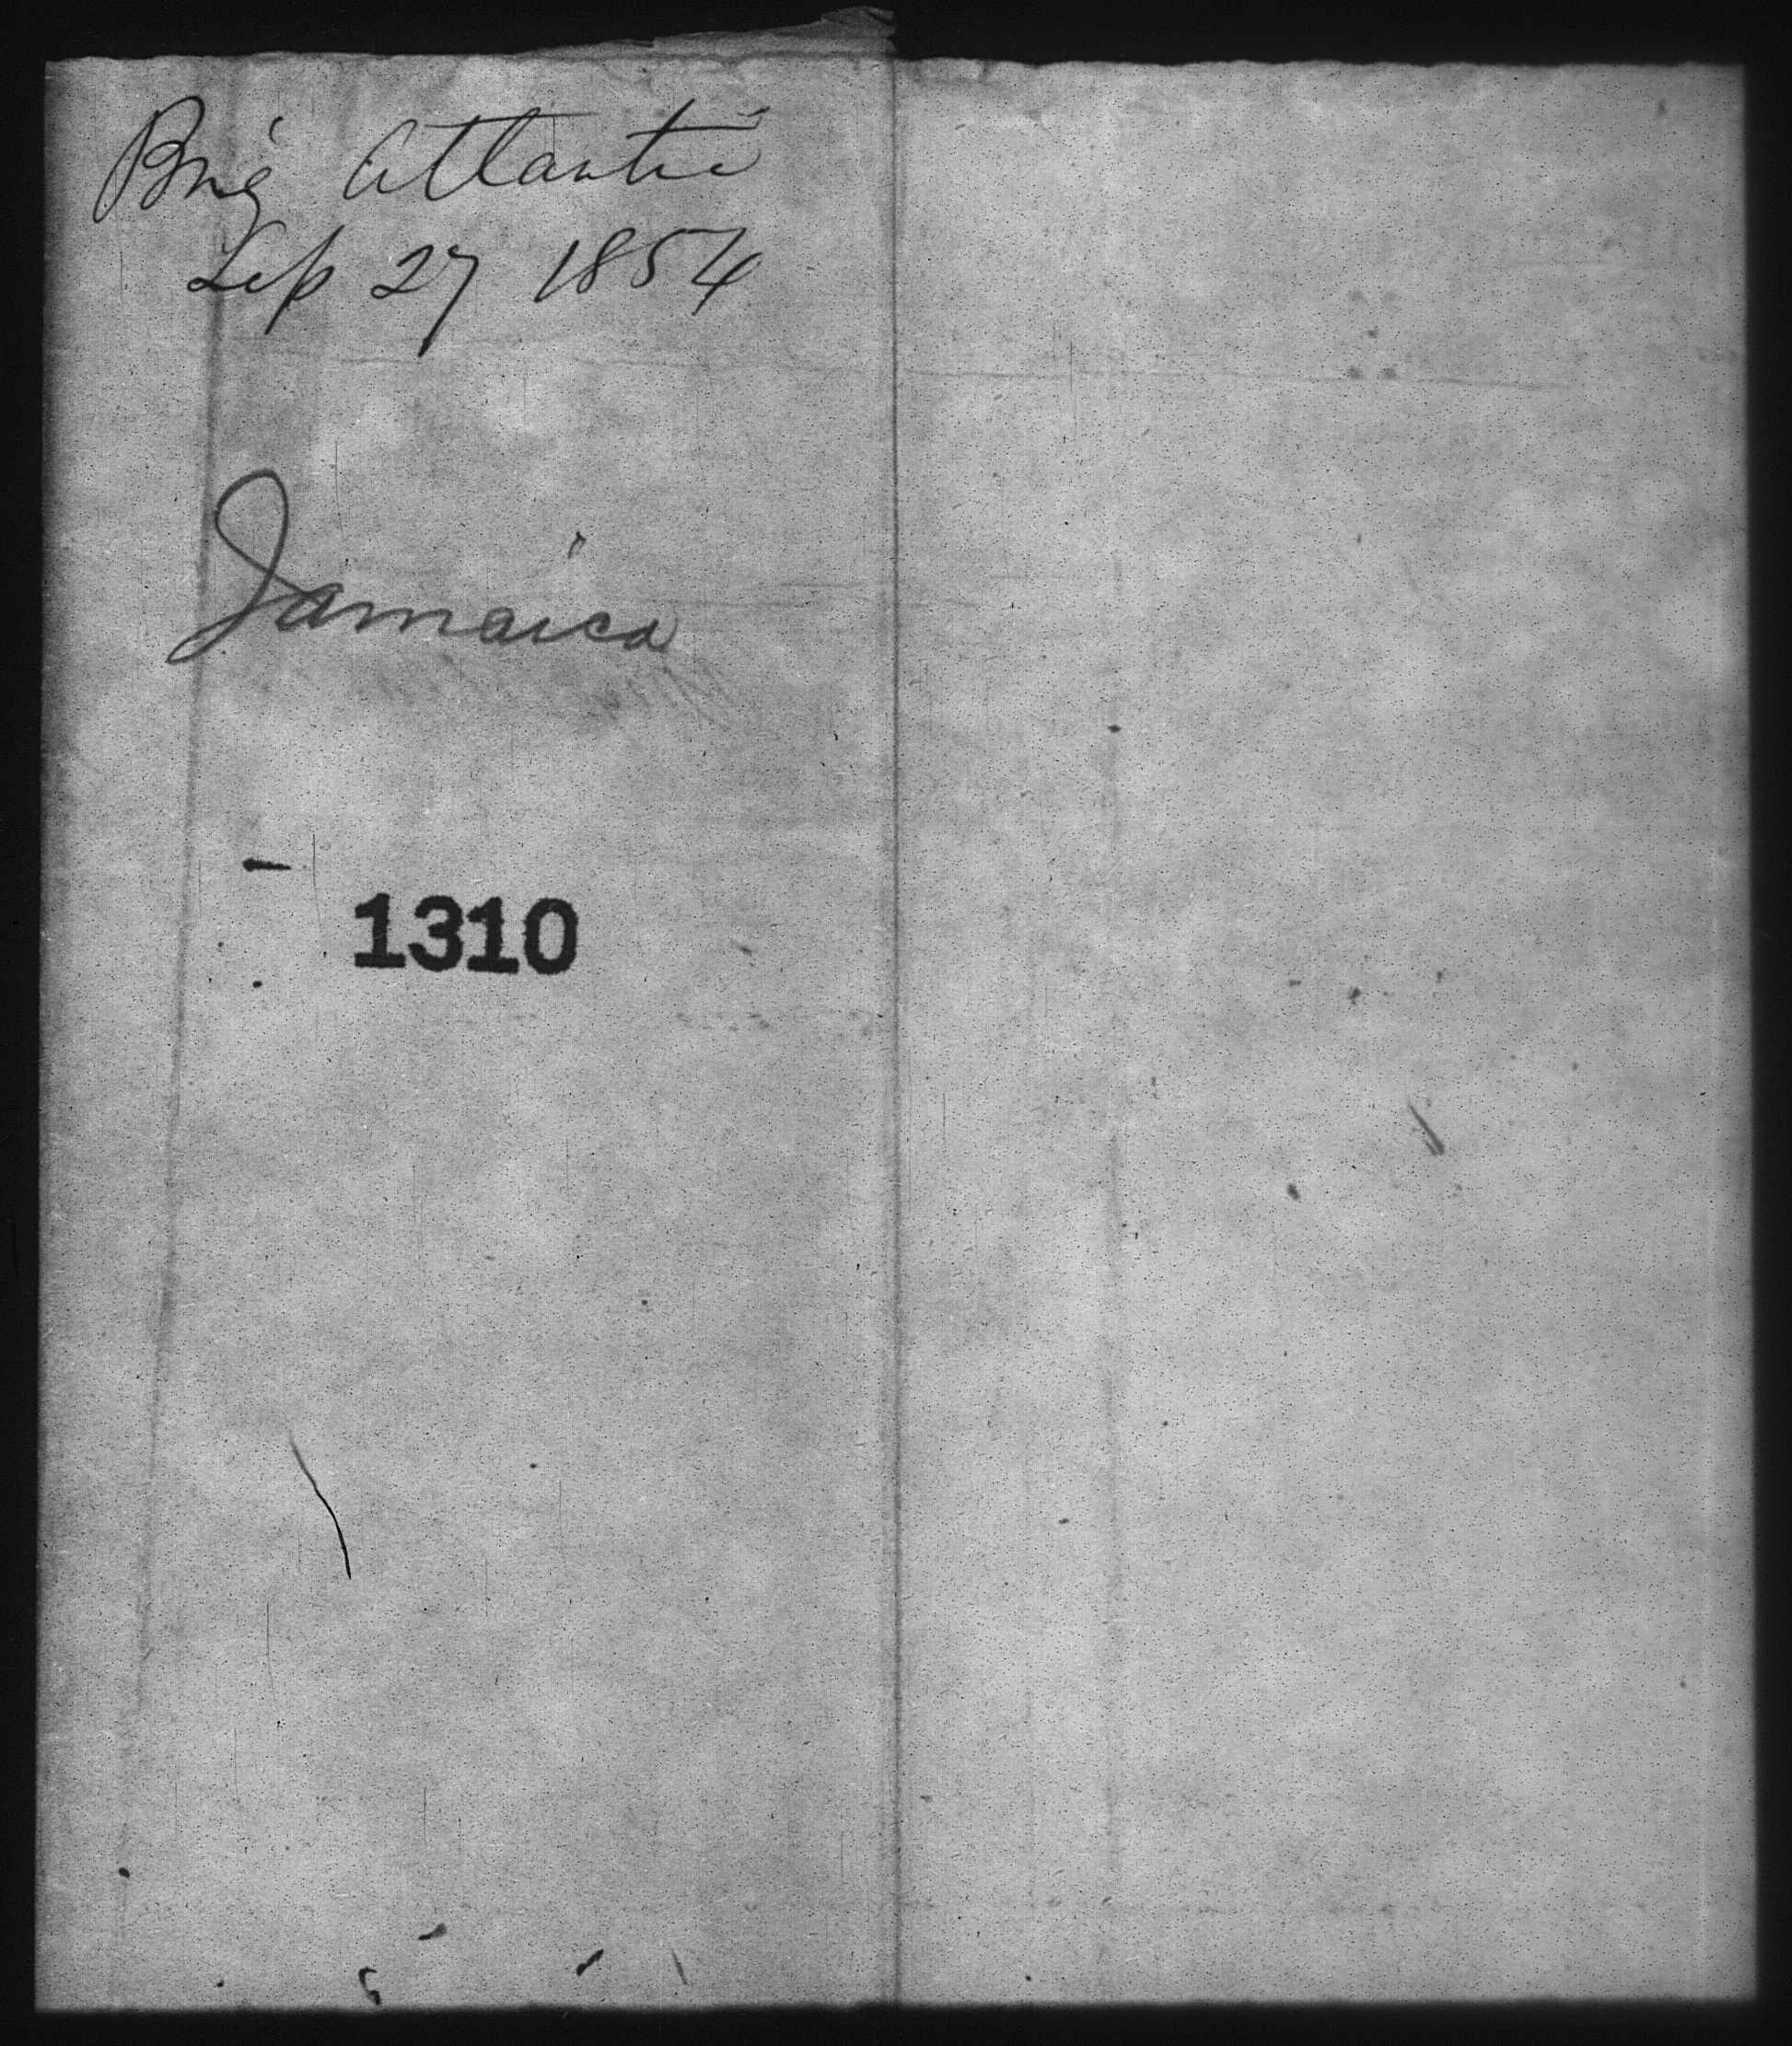 Brig Atlantic
Sep 27 1854
Jamaica
1310